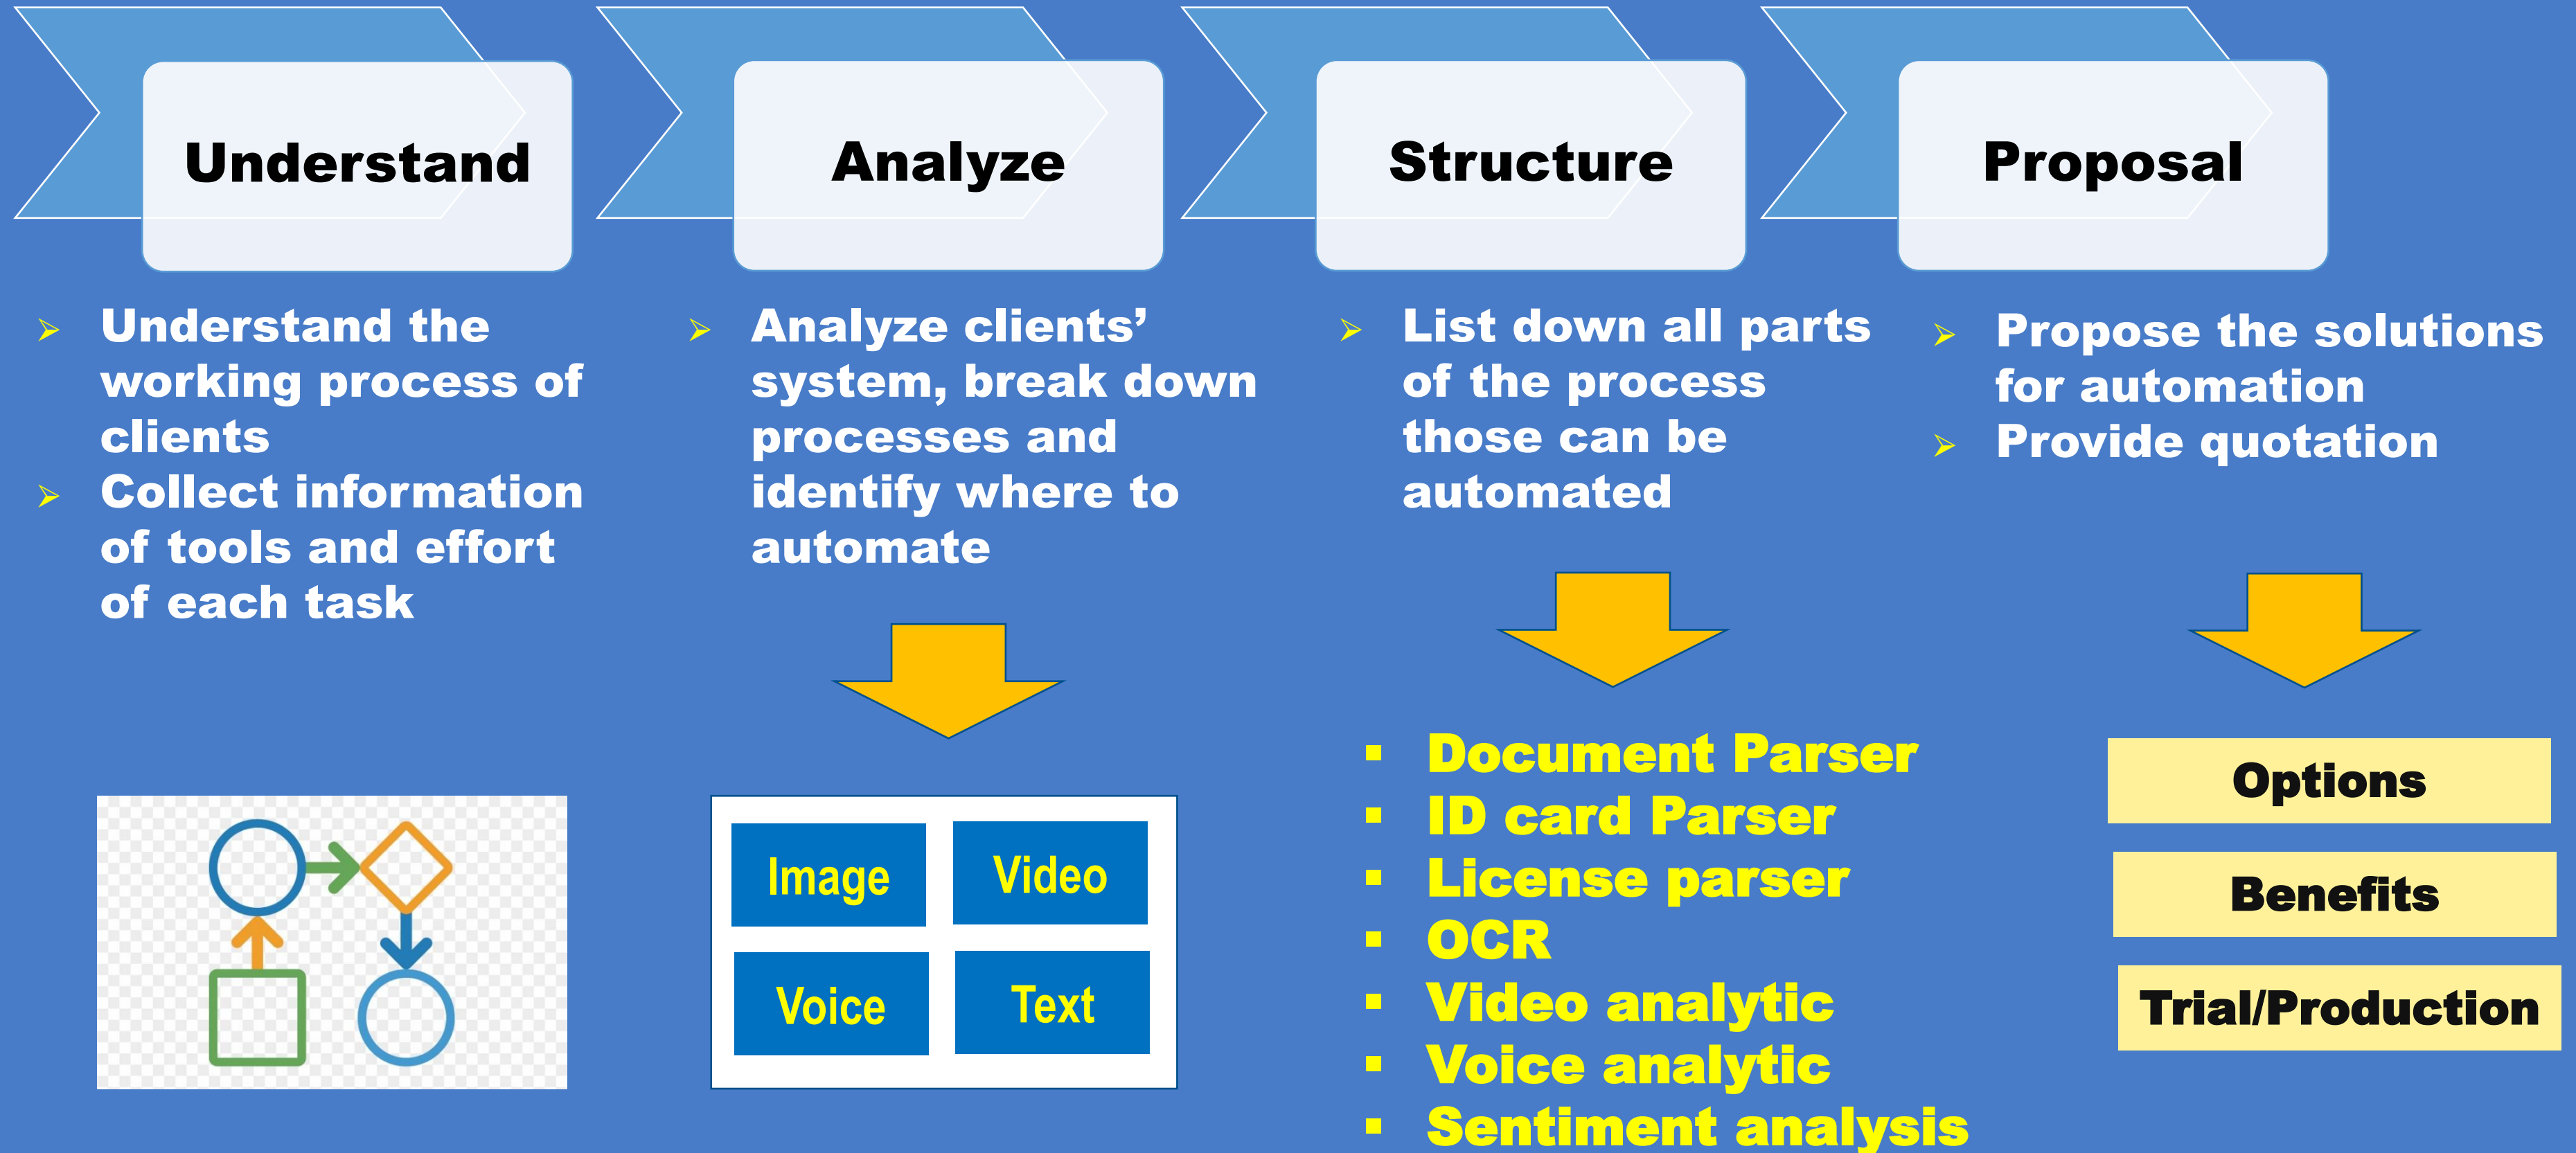 Understand
Analyze
Structure
Proposal
➢ Understand the
working process of
clients
➢ Collect information
of tools and effort
of each task
➢ Analyze clients’
system, break down
processes and
identify where to
automate
➢ List down all parts
of the process
those can be
automated
➢ Propose the solutions
for automation
➢ Provide quotation
Image
Video
Voice
Text
▪ Document Parser
▪ ID card Parser
▪ License parser
▪ OCR
▪ Video analytic
▪ Voice analytic
▪ Sentiment analysis
Options
Benefits
Trial/Production